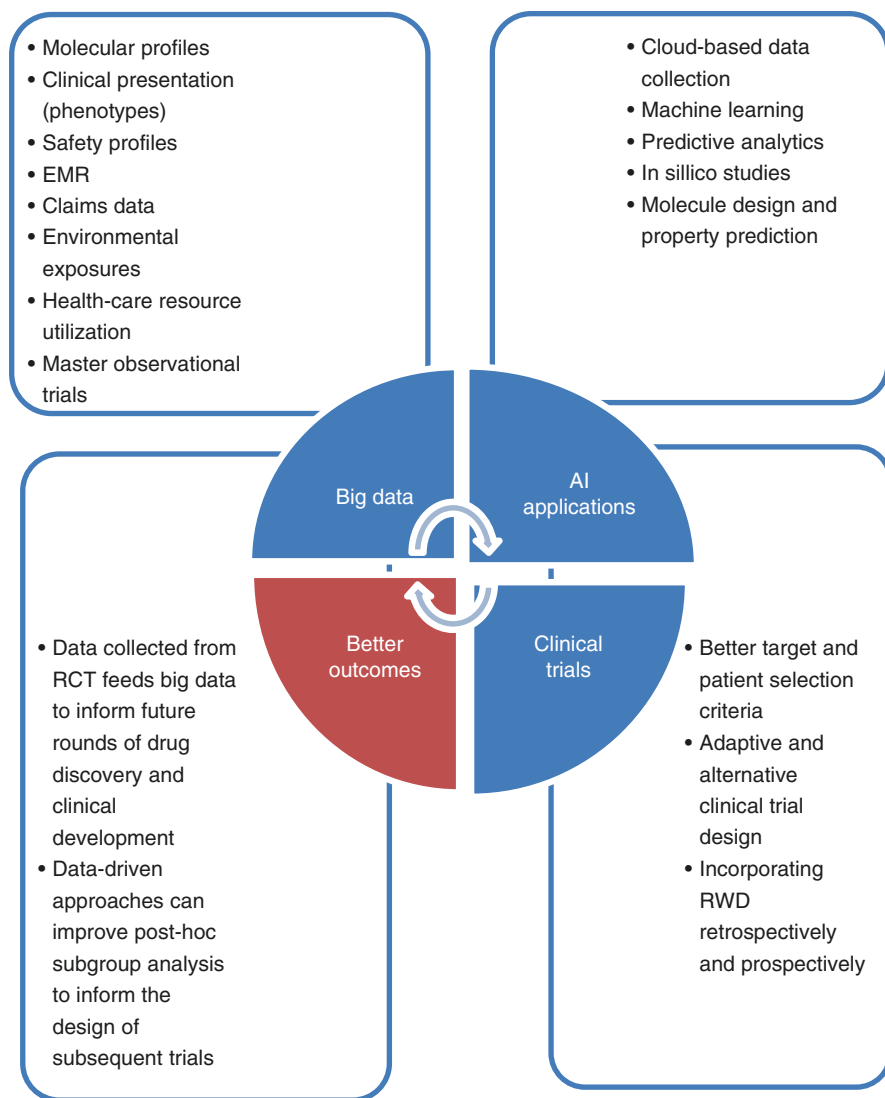 • Molecular profiles
• Clinical presentation
(phenotypes)
• Safety profiles
• EMR
• Claims data
• Environmental
exposures
• Health-care resource
utilization
• Master observational
trials
• Cloud-based data
collection
• Machine learning
• Predictive analytics
• In sillico studies
• Molecule design and
property prediction
Big data
AI
applications
Better
outcomes
Clinical
trials
• Data collected from
RCT feeds big data
to inform future
rounds of drug
discovery and
clinical
development
• Data-driven
approaches can
improve post-hoc
subgroup analysis
to inform the
design of
subsequent trials
• Better target and
patient selection
criteria
• Adaptive and
alternative
clinical trial
design
• Incorporating
RWD
retrospectively
and prospectively